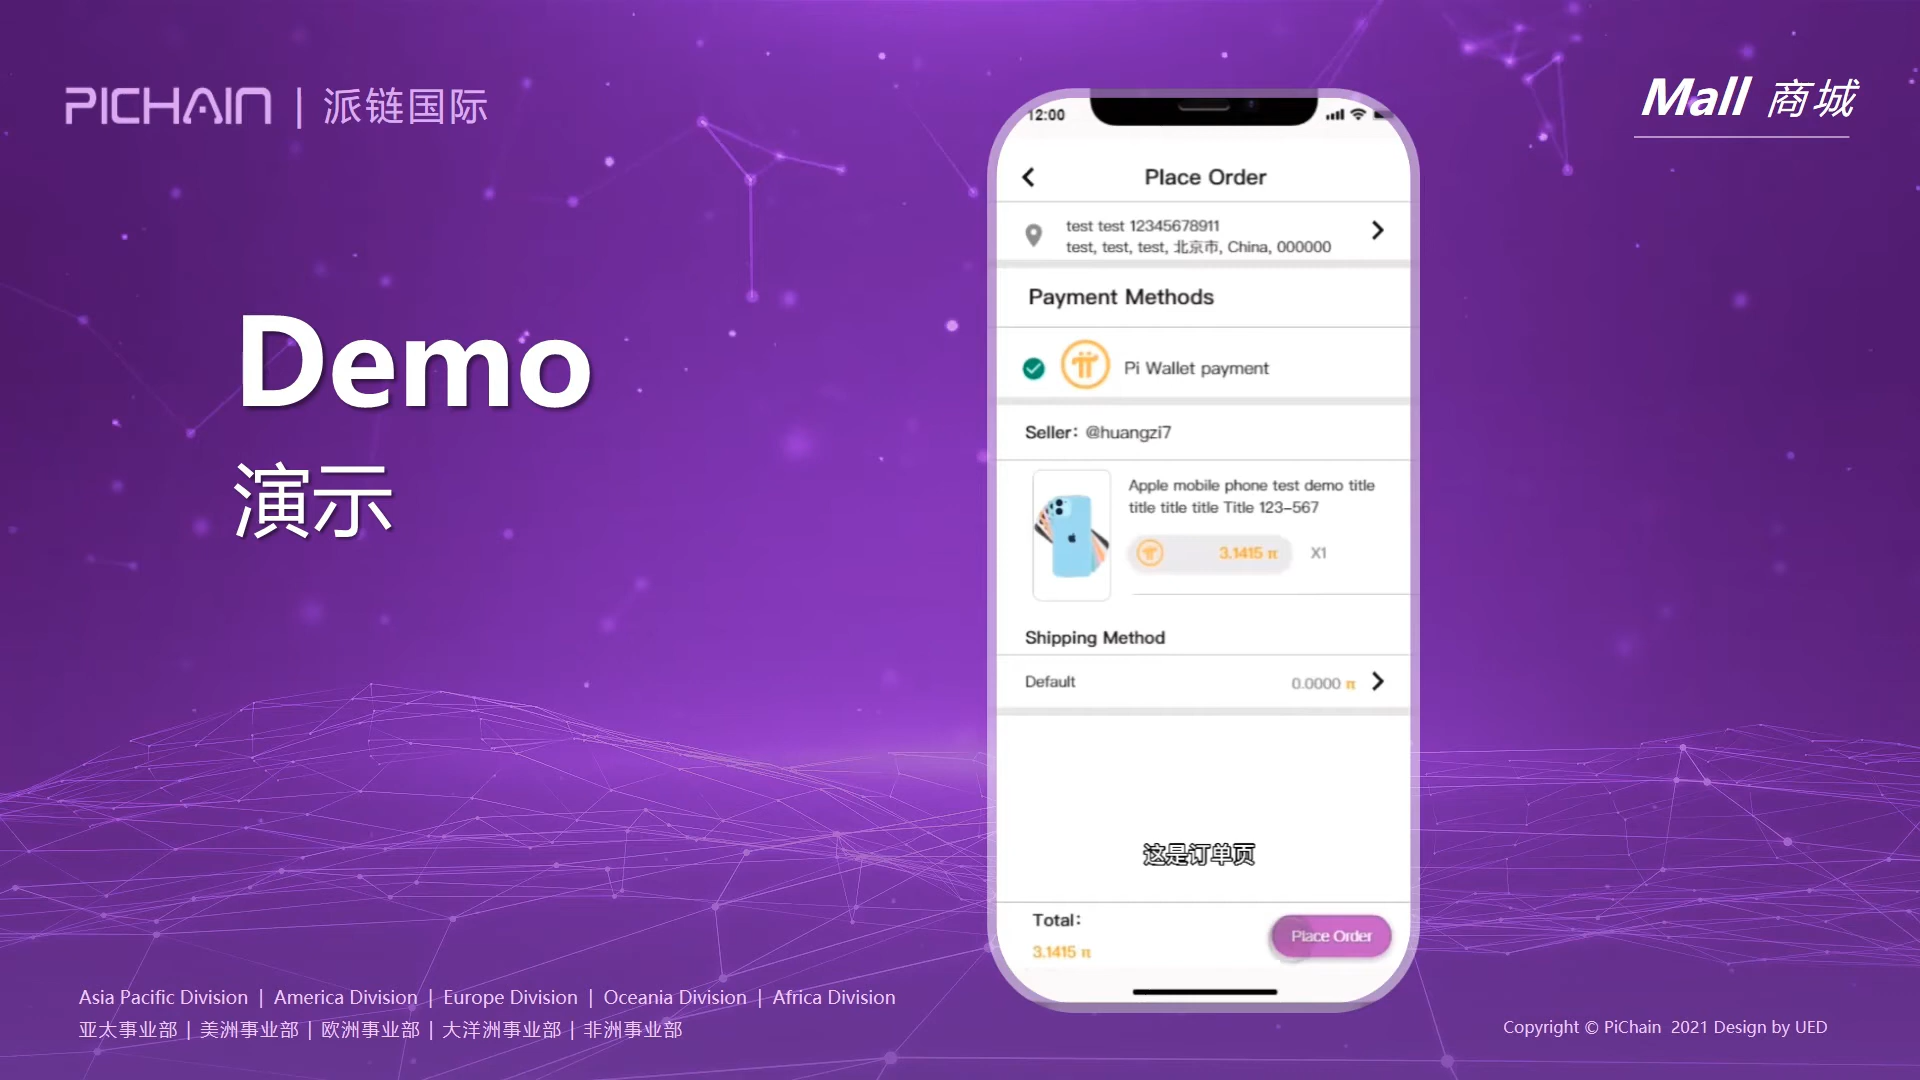 PICHAIN | 派链国际
Mall 商城
Demo
演示
12:00
Place Order
test test 12345678911
test, test, test, 北京市, China, 000000
Payment Methods
Pi Wallet payment
Seller: @huangzi7
Apple mobile phone test demo title
title title title Title 123-567
3.1415 π X1
Shipping Method
Default 0.0000 π
这是订单页
Total:
3.1415 π
Place Order
Asia Pacific Division | America Division | Europe Division | Oceania Division | Africa Division
亚太事业部 | 美洲事业部 | 欧洲事业部 | 大洋洲事业部 | 非洲事业部
Copyright © PiChain 2021 Design by UED